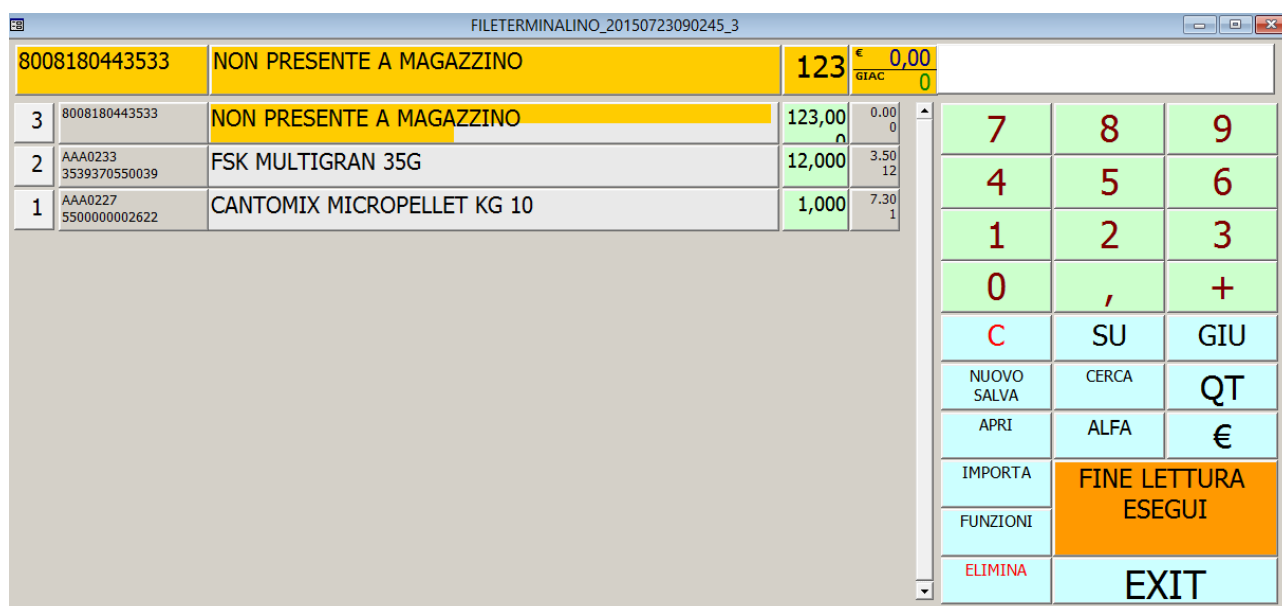 FILETERMINALINO_20150723090245_3
8008180443533 NON PRESENTE A MAGAZZINO 123 € 0,00
GIAC 0
3 8008180443533 NON PRESENTE A MAGAZZINO 123,000 0.00
0
2 AAA0233 FSK MULTIGRAN 35G 12,000 3.50
3539370550039 12
1 AAA0227 CANTOMIX MICROPELLET KG 10 1,000 7.30
5500000002622 1
7 8 9
4 5 6
1 2 3
0 , +
C SU GIU
NUOVO SALVA CERCA QT
APRI ALFA €
IMPORTA FINE LETTURA
ESEGUI
FUNZIONI
ELIMINA EXIT